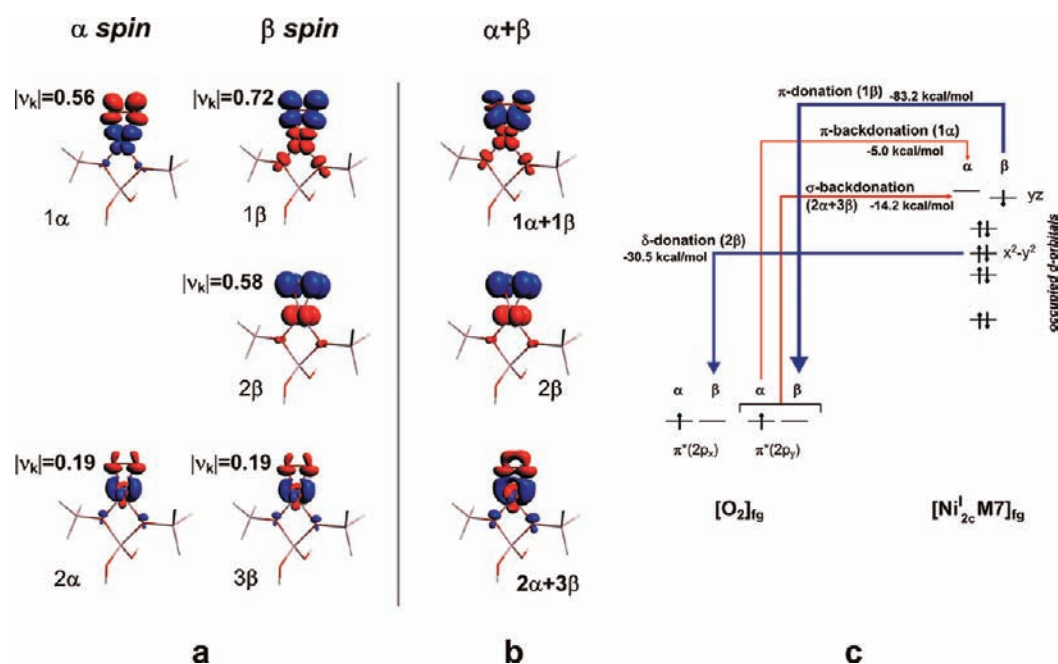 α spin
β spin
α+β
|νₖ|=0.56
1α
|νₖ|=0.72
1β
1α+1β
|νₖ|=0.58
2β
2β
|νₖ|=0.19
2α
|νₖ|=0.19
3β
2α+3β
a
b
π-donation (1β) -83.2 kcal/mol
π-backdonation (1α)
-5.0 kcal/mol
α β
σ-backdonation
(2α+3β) -14.2 kcal/mol
yz
δ-donation (2β)
-30.5 kcal/mol
x²-y²
occupied d-orbitals
α β α β
π*(2pₓ) π*(2pᵧ)
[O₂]fg
[Niᴵ₂cM7]fg
c